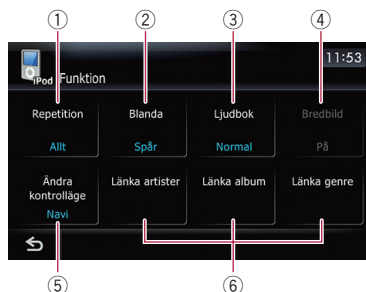 ① ② ③ ④
11:53
iPod Funktion
Repetition Blanda Ljudbok Bredbild
Allt Spår Normal På
Ändra kontrolläge Länka artister Länka album Länka genre
Navi
⑤ ⑥